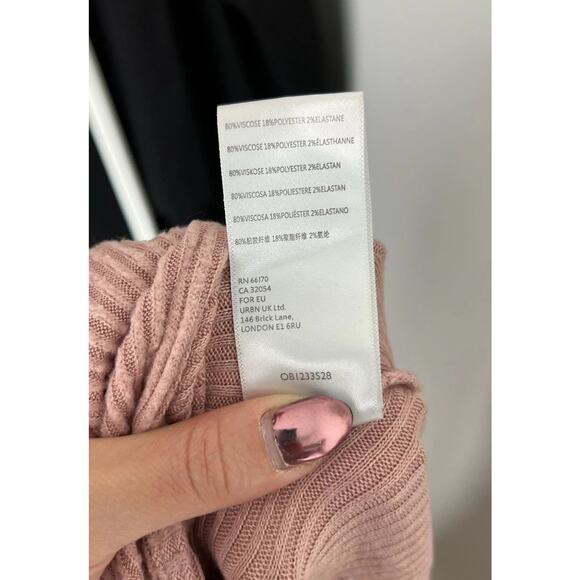 80%VISCOSE 18%POLYESTER 2%ELASTANE
80%VISCOSE 18%POLYESTER 2%ÉLASTHANNE
80%VISKOSE 18%POLYESTER 2%ELASTAN
80%VISCOSA 18%POLIESTERE 2%ELASTAN
80%VISCOSA 18%POLIÉSTER 2%ELASTANO
80%粘胶纤维 18%聚酯纤维 2%氨纶
RN 66170
CA 32054
FOR EU
URBN UK Ltd.
146 Brick Lane,
LONDON E1 6RU
OB1233528